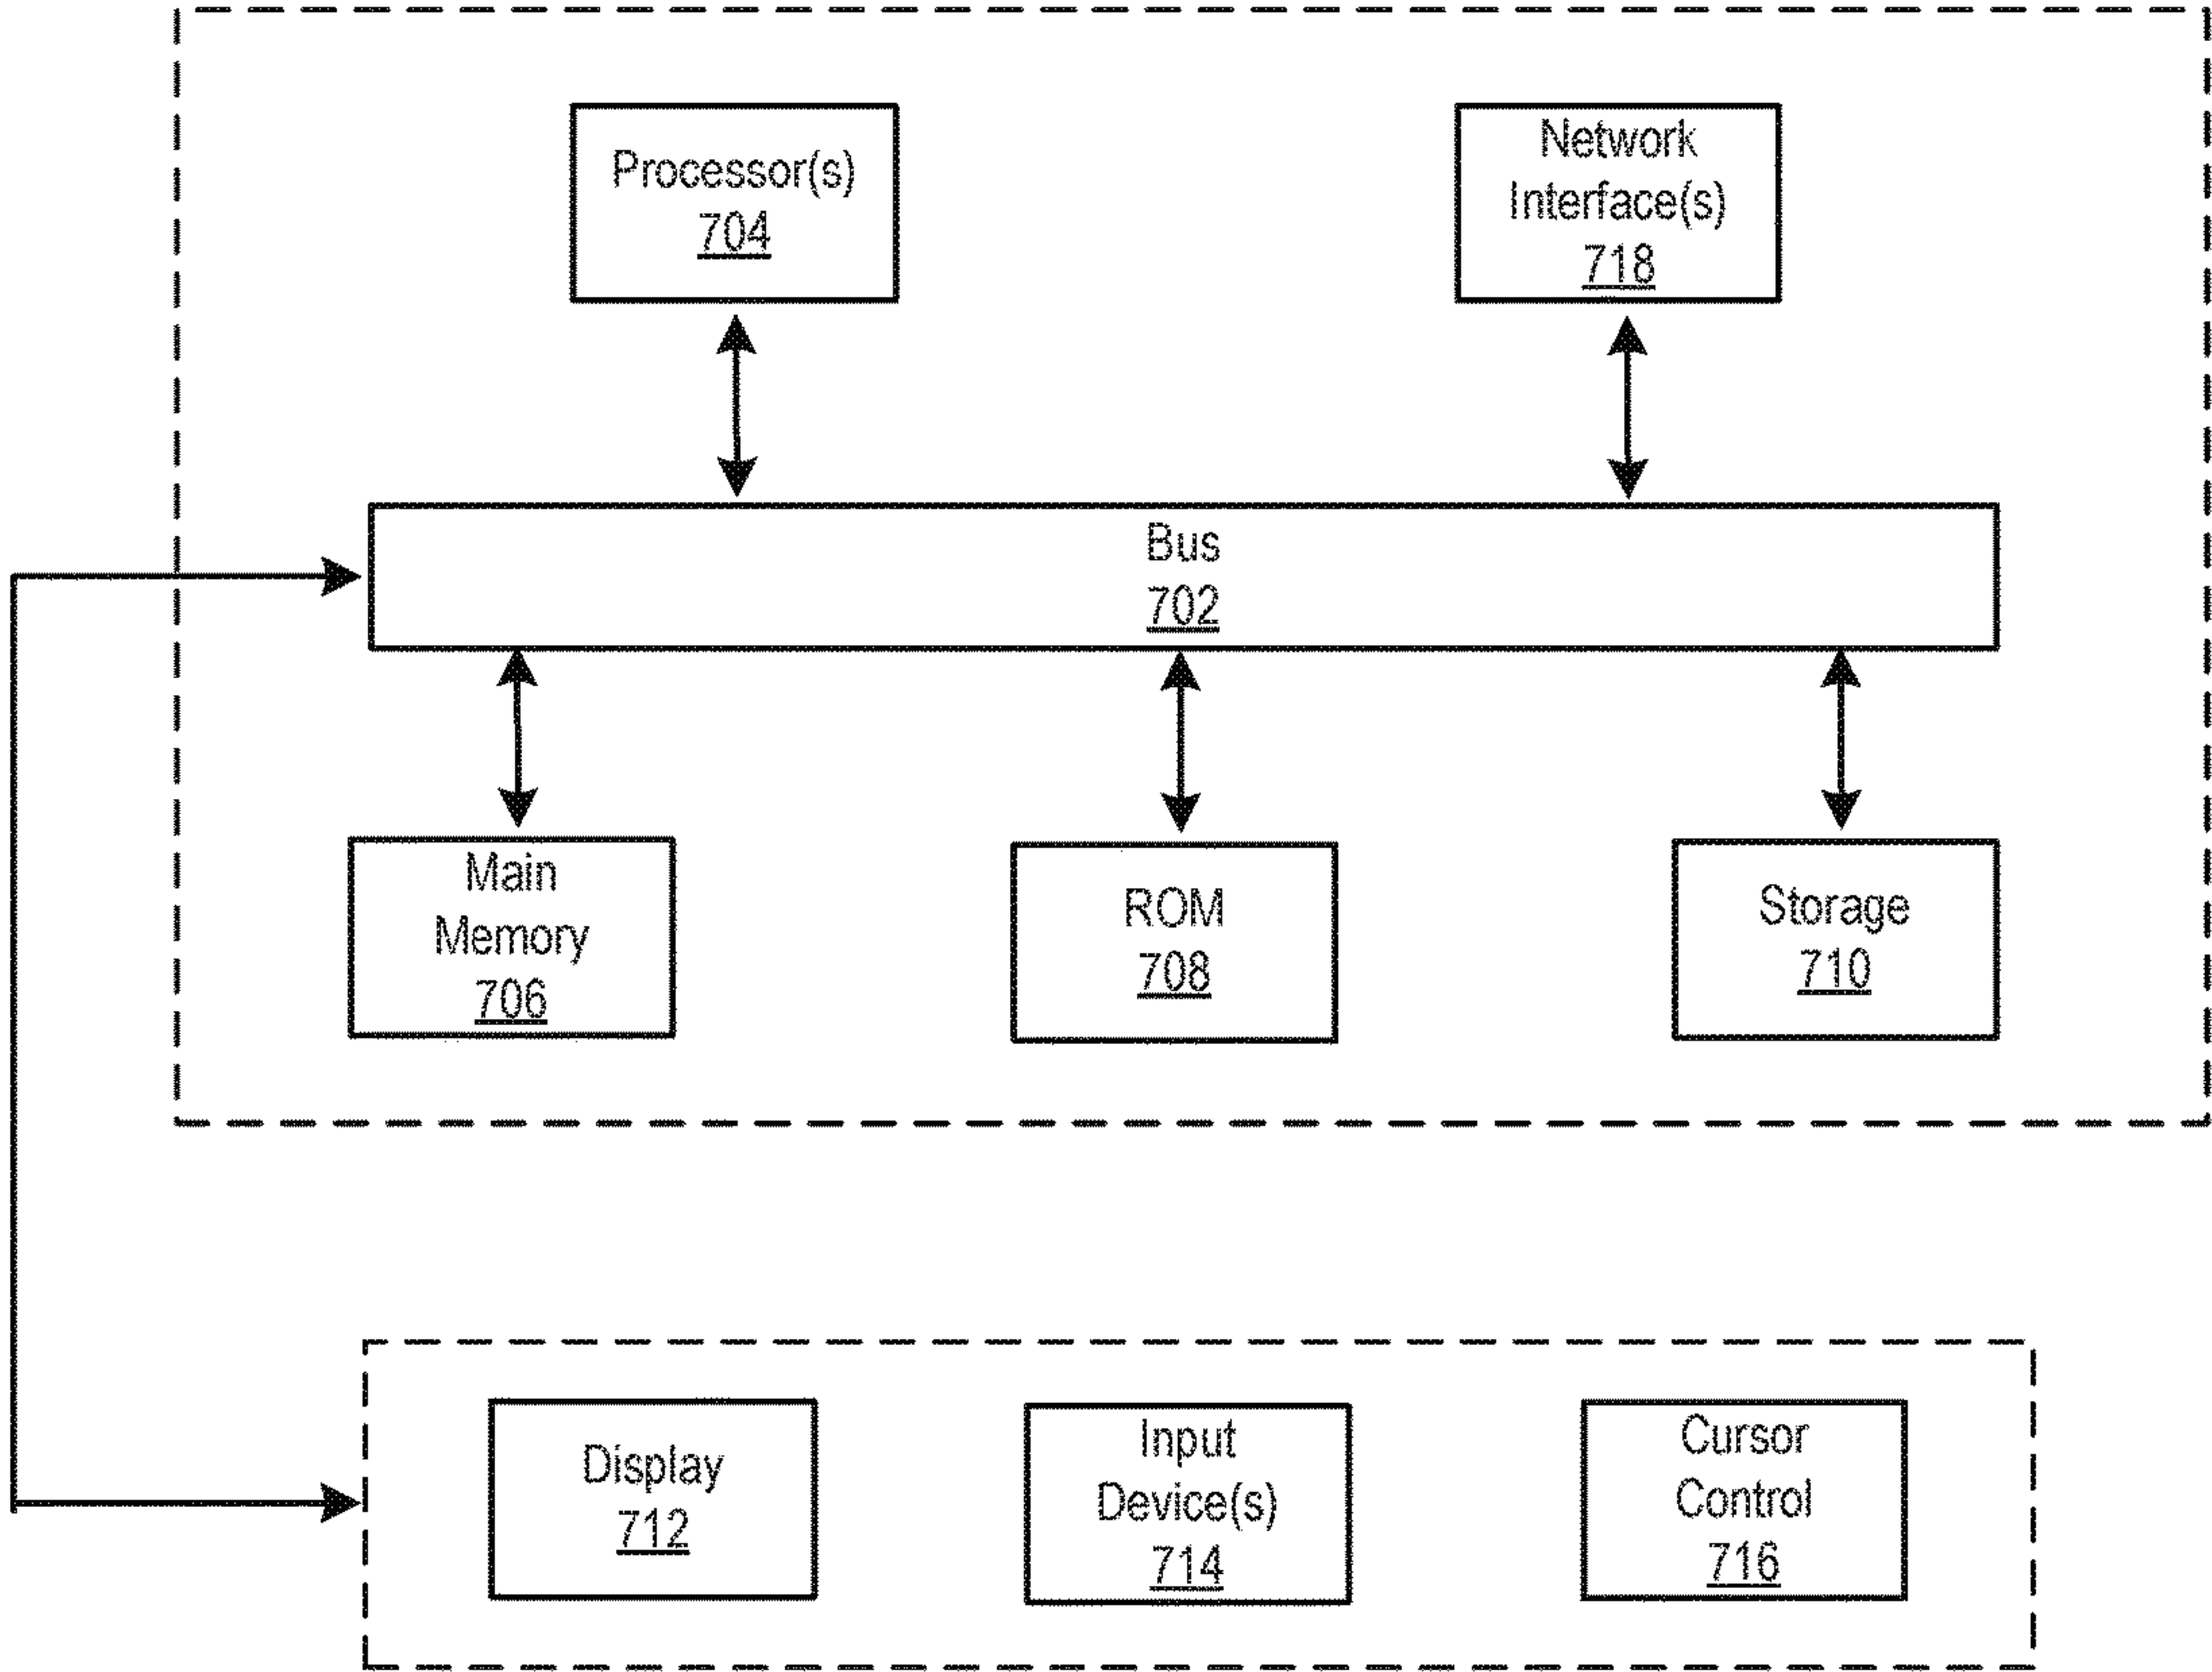 Processor(s)
704
Network
Interface(s)
718
Bus
702
Main
Memory
706
ROM
708
Storage
710
Display
712
Input
Device(s)
714
Cursor
Control
716